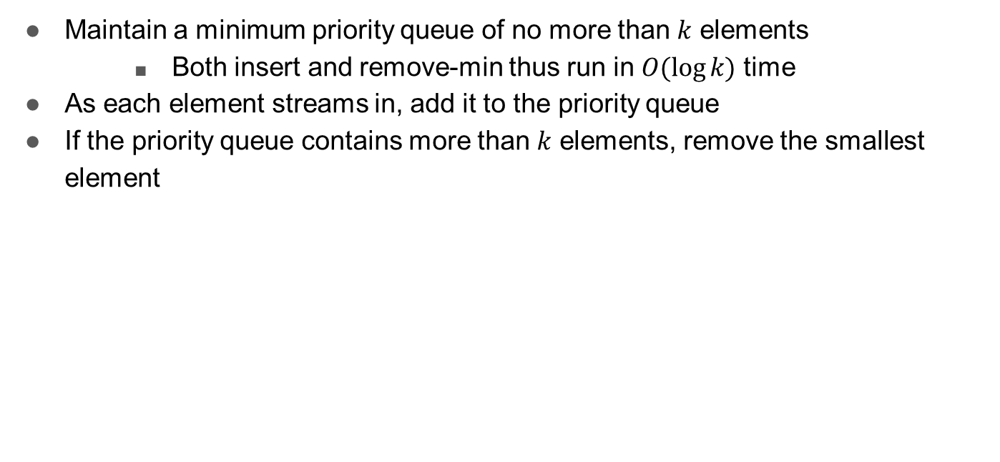 ● Maintain a minimum priority queue of no more than k elements
■ Both insert and remove-min thus run in O(log k) time
● As each element streams in, add it to the priority queue
● If the priority queue contains more than k elements, remove the smallest
element